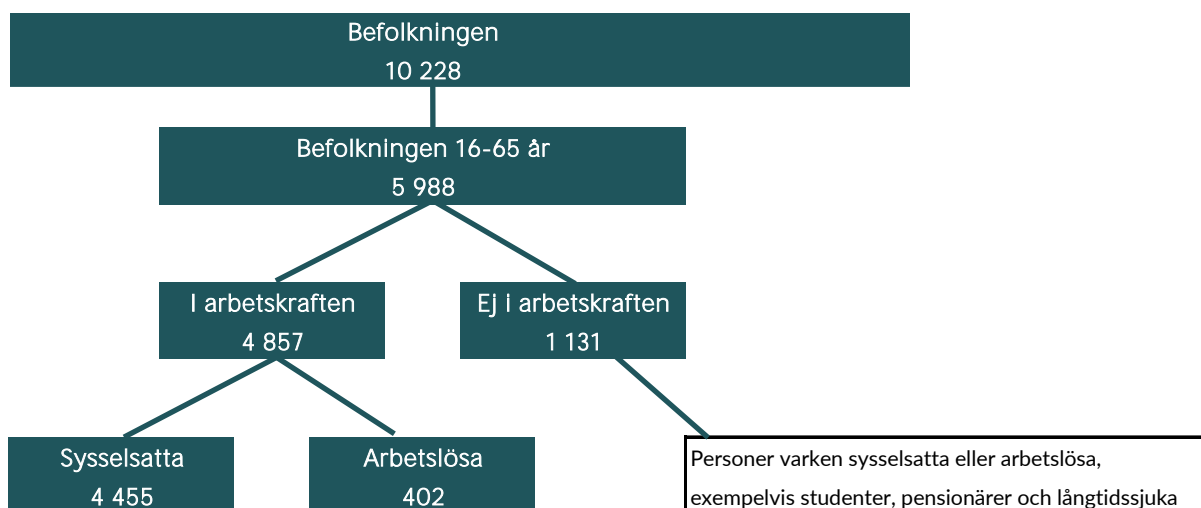 Befolkningen
10 228
Befolkningen 16-65 år
5 988
I arbetskraften
4 857
Ej i arbetskraften
1 131
Sysselsatta
4 455
Arbetslösa
402
Personer varken sysselsatta eller arbetslösa,
exempelvis studenter, pensionärer och långtidssjuka